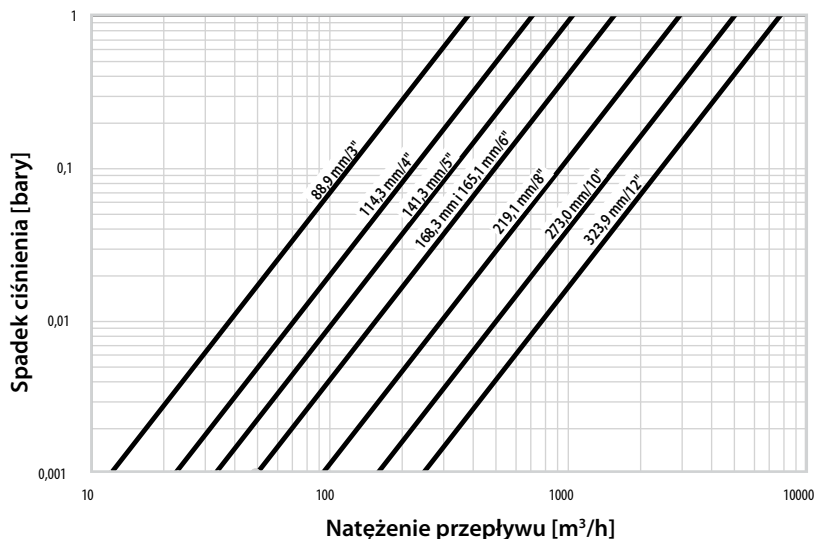 1
0,1
0,01
0,001
Spadek ciśnienia [bary]
88,9 mm/3"
114,3 mm/4"
141,3 mm/5"
168,3 mm i 165,1 mm/6"
219,1 mm/8"
273,0 mm/10"
323,9 mm/12"
10
100
1000
10000
Natężenie przepływu [m³/h]